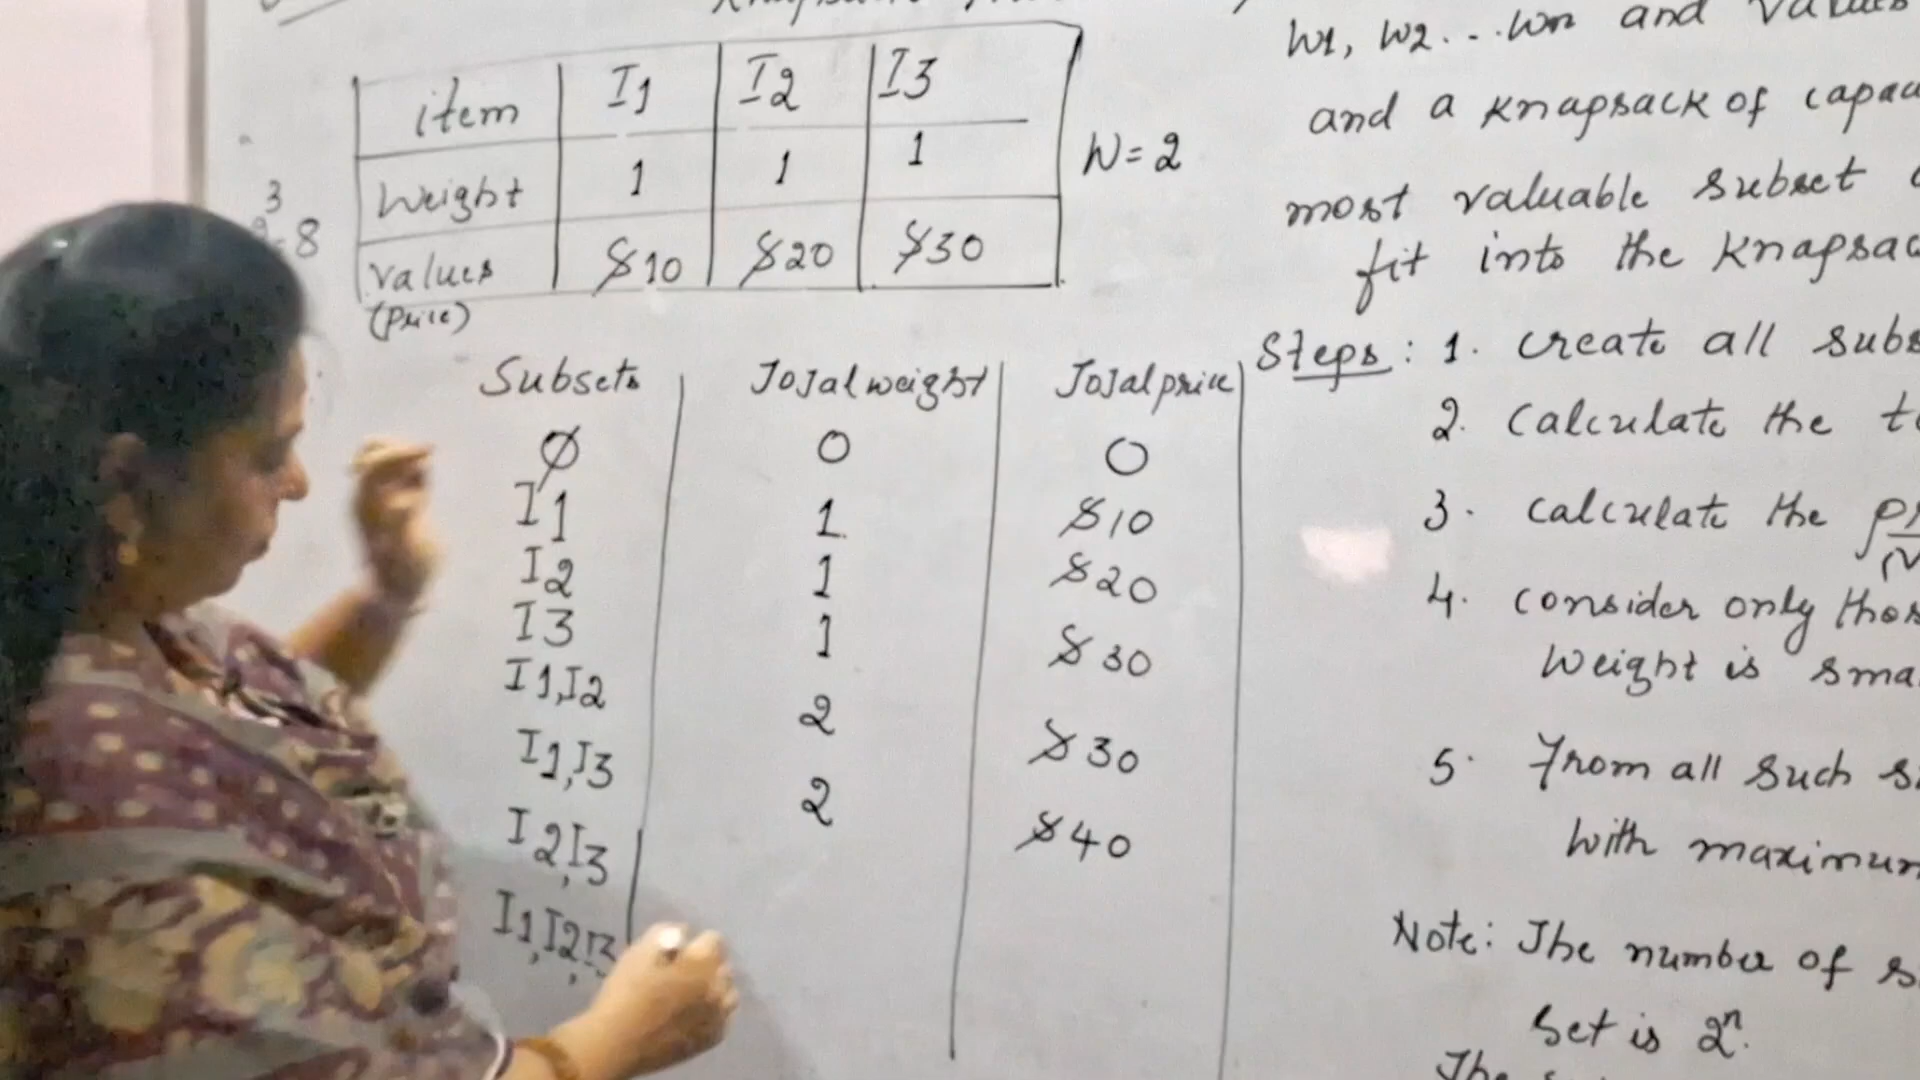 Knapsack
item I1 I2 I3
Weight 1 1 1
values $10 $20 $30
(Price)
W=2
3
= 8
Subsets Total weight Total price
∅ 0 0
I1 1 $10
I2 1 $20
I3 1 $30
I1,I2 2 $30
I1,I3 2 $40
I2,I3
I1,I2,I3
W1, W2...Wn and values
and a knapsack of
most valuable subset
fit into the
Steps: 1. Create all
2. Calculate the
3. Calculate the
4. Consider only
Weight is
5. From all such
With
Note: The number of
Set is 2ⁿ.
The